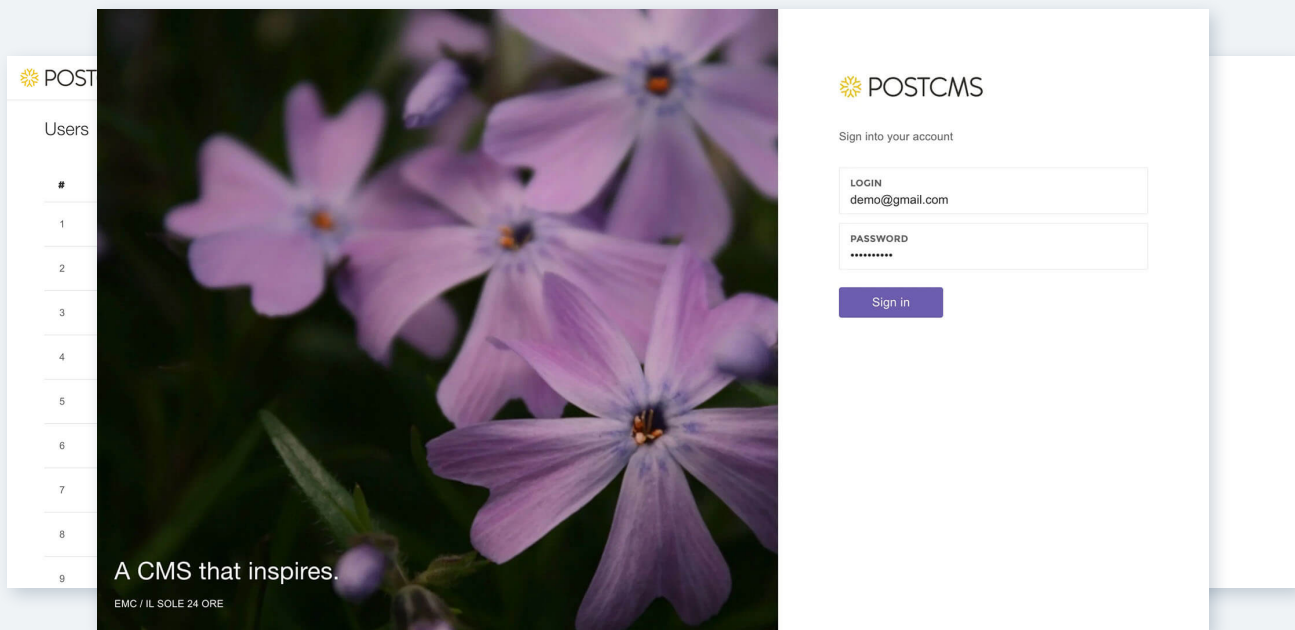 POST
Users
#
1
2
3
4
5
6
7
8
9
A CMS that inspires.
EMC / IL SOLE 24 ORE
POSTCMS
Sign into your account
LOGIN
demo@gmail.com
PASSWORD
••••••••••
Sign in